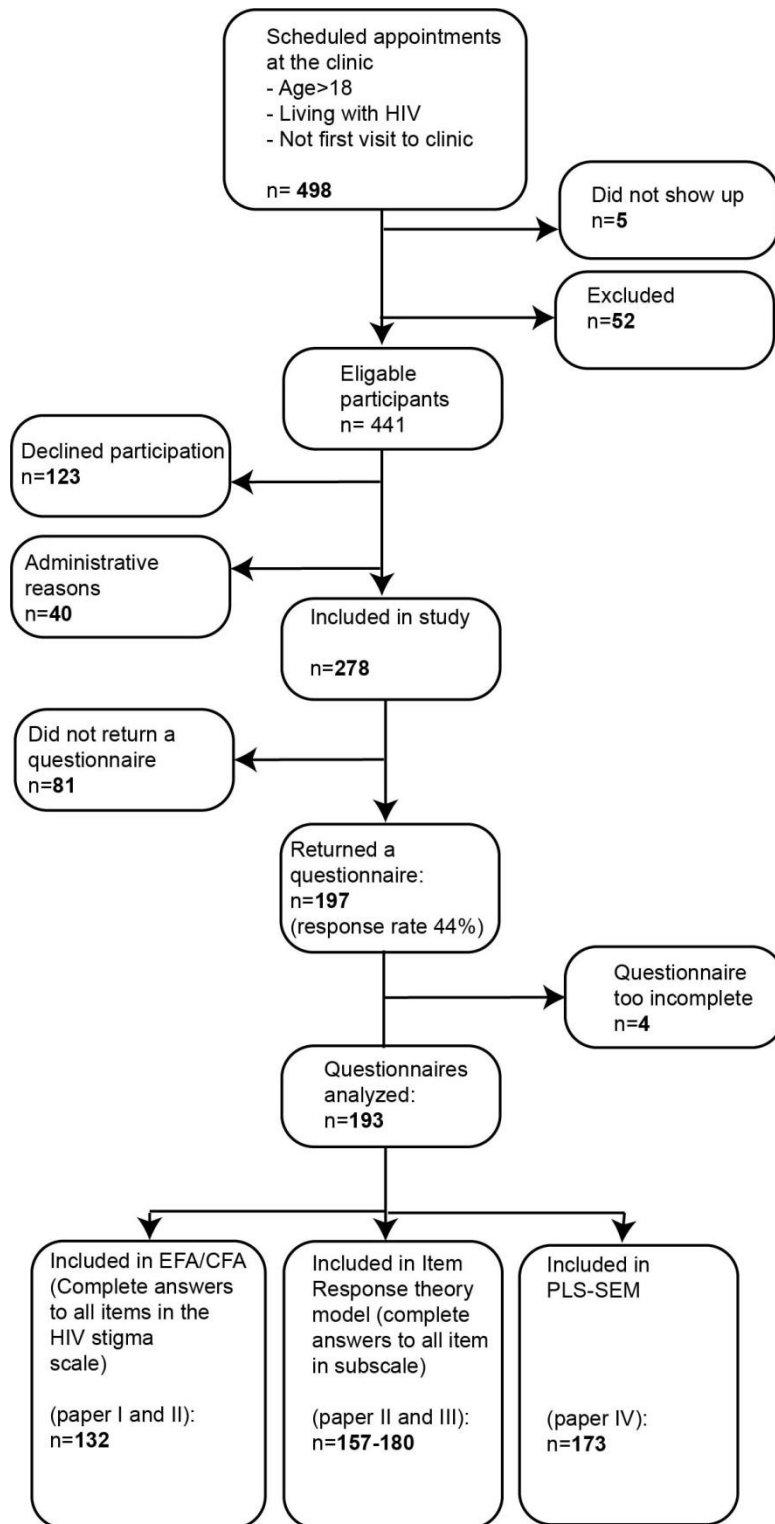 Scheduled appointments
at the clinic
- Age>18
- Living with HIV
- Not first visit to clinic
n= 498
Did not show up
n=5
Excluded
n=52
Eligable
participants
n= 441
Declined participation
n=123
Administrative
reasons
n=40
Included in study
n=278
Did not return a
questionnaire
n=81
Returned a
questionnaire:
n=197
(response rate 44%)
Questionnaire
too incomplete
n=4
Questionnaires
analyzed:
n=193
Included in EFA/CFA
(Complete answers
to all items in the
HIV stigma
scale)
(paper I and II):
n=132
Included in Item
Response theory
model (complete
answers to all item
in subscale)
(paper II and III):
n=157-180
Included in
PLS-SEM
(paper IV):
n=173